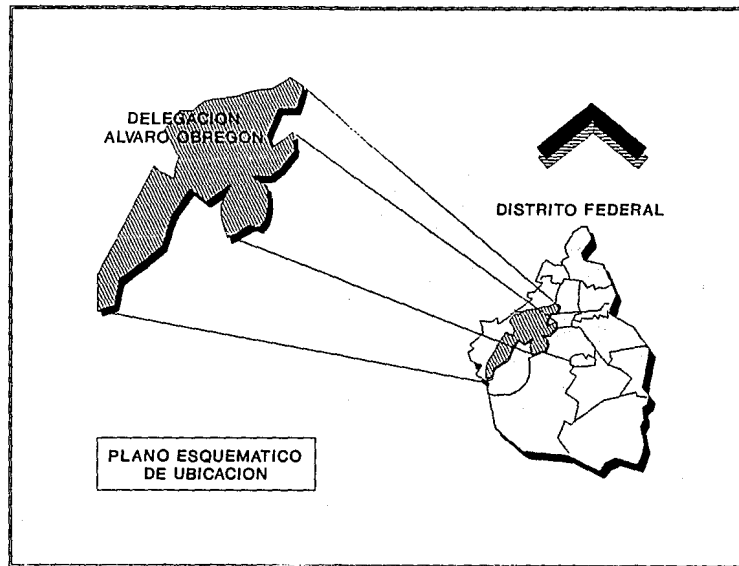 DELEGACION
ALVARO OBREGON
DISTRITO FEDERAL
PLANO ESQUEMATICO
DE UBICACION